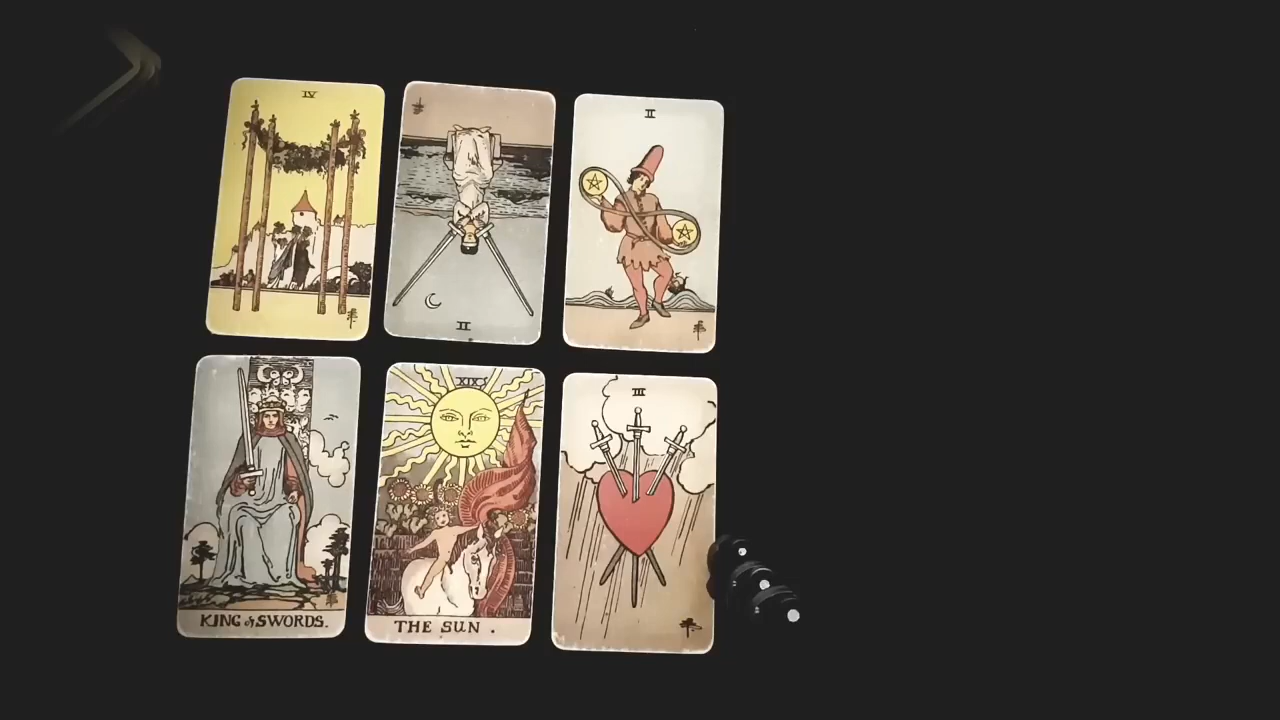 IV
II
II
KING of SWORDS.
XIX
THE SUN .
III